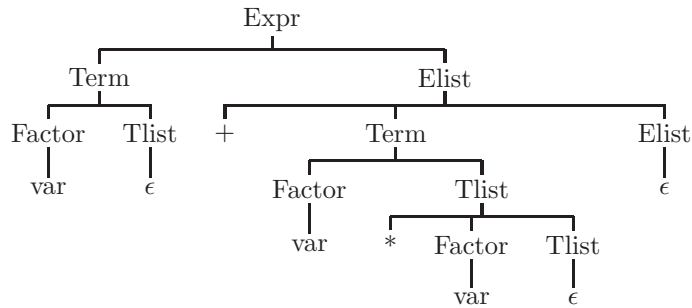 Expr
Term Elist
Factor Tlist + Term Elist
var ϵ Factor Tlist ϵ
var * Factor Tlist
var ϵ